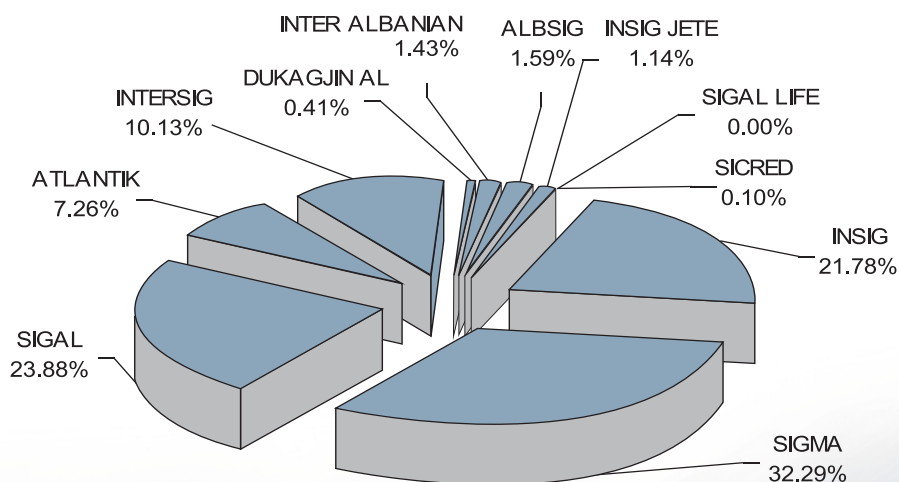 INTER ALBANIAN
1.43%
ALBSIG
1.59%
INSIG JETE
1.14%
DUKAGJIN AL
0.41%
SIGAL LIFE
0.00%
INTERSIG
10.13%
SICRED
0.10%
ATLANTIK
7.26%
INSIG
21.78%
SIGAL
23.88%
SIGMA
32.29%